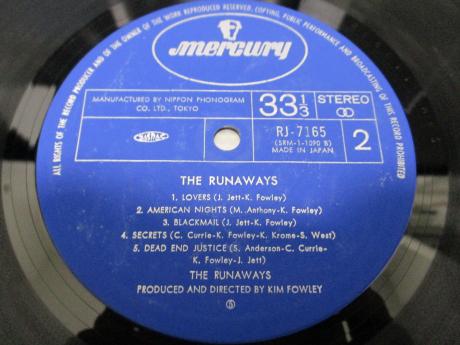 ALL RIGHTS OF THE RECORD PRODUCER AND OF THE OWNER OF THE WORK REPRODUCED RESERVED. COPYING, PUBLIC PERFORMANCE AND BROADCASTING OF THIS RECORD PROHIBITED
mercury
MANUFACTURED BY NIPPON PHONOGRAM
CO. LTD., TOKYO
33 1/3
STEREO
RJ-7165
(SRM-1-1090 B)
MADE IN JAPAN
2
THE RUNAWAYS
1. LOVERS (J. Jett-K. Fowley)
2. AMERICAN NIGHTS (M. Anthony-K. Fowley)
3. BLACKMAIL (J. Jett-K. Fowley)
4. SECRETS (C. Currie-K. Fowley-K. Krome-S. West)
5. DEAD END JUSTICE (S. Anderson-C. Currie-
K. Fowley-J. Jett)
THE RUNAWAYS
PRODUCED AND DIRECTED BY KIM FOWLEY